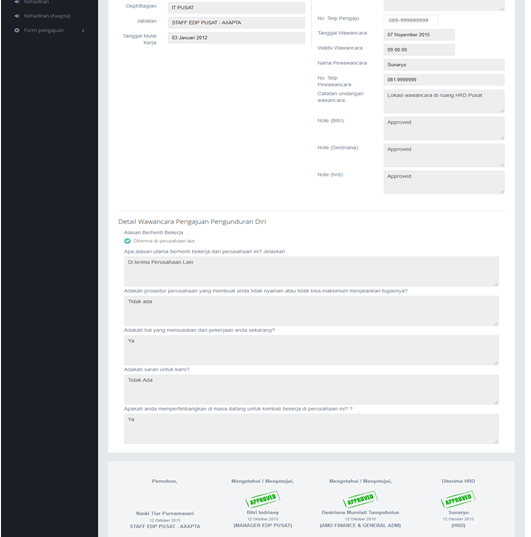 Kehadiran
Kehadiran (Axapta)
Form pengajuan
Dept/Bagian
IT PUSAT
Jabatan
STAFF EDP PUSAT - AXAPTA
Tanggal Mulai Kerja
03 Januari 2012
No. Telp Pengaju
089-999999999
Tanggal Wawancara
07 Nopember 2015
Waktu Wawancara
09:00:00
Nama Pewawancara
Sunaryo
No. Telp Pewawancara
081-9999999
Catatan undangan wawancara:
Lokasi wawancara di ruang HRD Pusat
Note (Bitri):
Approved
Note (Destriana):
Approved
Note (hrd):
Approved
Detail Wawancara Pengajuan Pengunduran Diri
Alasan Berhenti Bekerja
Diterima di perusahaan lain
Apa alasan utama berhenti bekerja dari perusahaan ini? Jelaskan
Di terima Perusahaan Lain
Adakah prosedur perusahaan yang membuat anda tidak nyaman atau tidak bisa maksimum menjalankan tugasnya?
Tidak ada
Adakah hal yang memuaskan dari pekerjaan anda sekarang?
Ya
Adakah saran untuk kami?
Tidak Ada
Apakah anda mempertimbangkan di masa datang untuk kembali bekerja di perusahaan ini? ?
Ya
Pemohon,
Mengetahui / Menyetujui,
Mengetahui / Menyetujui,
Diterima HRD
APPROVED
APPROVED
APPROVED
Neski Tiar Purnamasari
Bitri Indriany
Destriana Murniati Tampubolon
Sunaryo
12 Oktober 2015
12 Oktober 2015
12 Oktober 2015
12 Oktober 2015
STAFF EDP PUSAT - AXAPTA
(MANAGER EDP PUSAT)
(AMD FINANCE & GENERAL ADM)
(HRD)